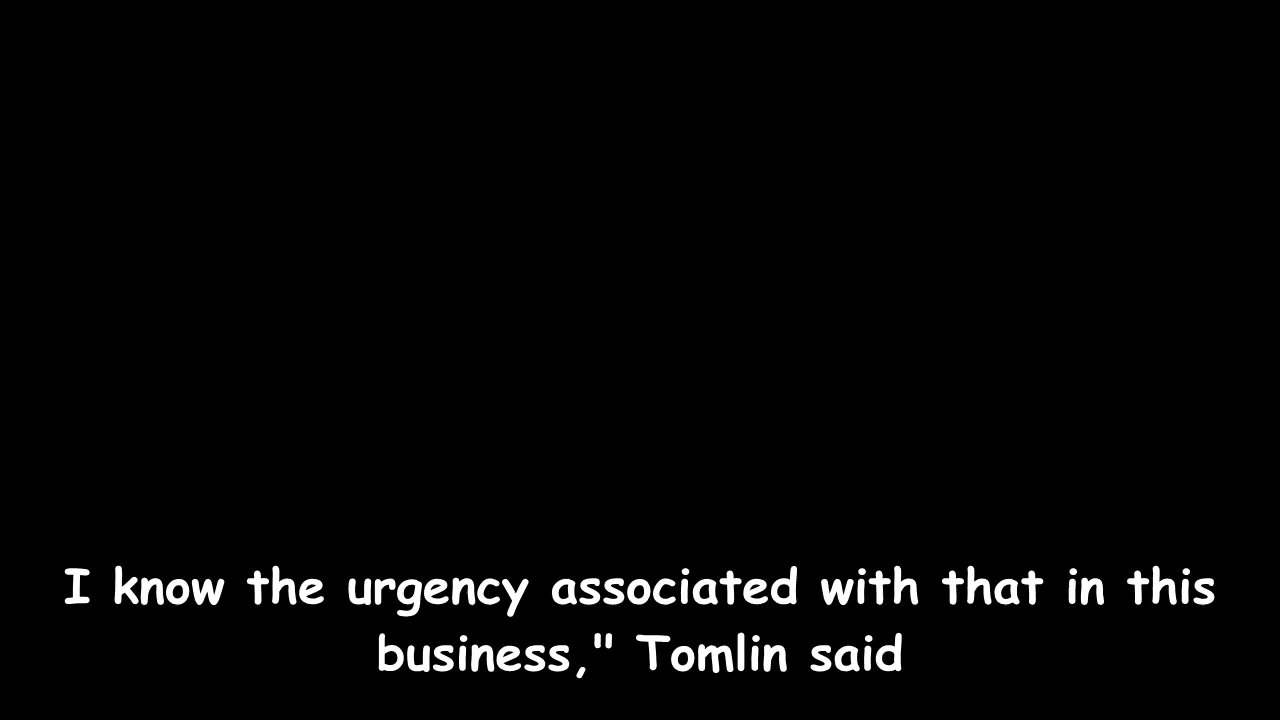 I know the urgency associated with that in this
business," Tomlin said